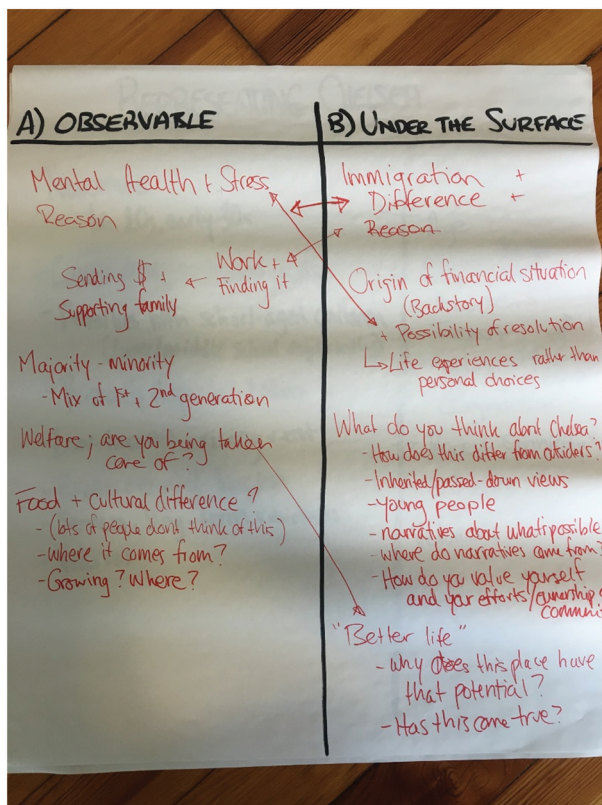 A) OBSERVABLE
Mental Health + Stress
Reason
Work +
Finding it
Sending $ +
Supporting family
Majority - minority
- Mix of 1st + 2nd generation
Welfare; are you being taken
care of?
Food + cultural difference?
- (lots of people don't think of this)
- where it comes from?
- Growing? Where?
B) UNDER THE SURFACE
Immigration +
Difference +
Reason
Origin of financial situation
(Backstory)
+ Possibility of resolution
↳ Life experiences rather than
personal choices
What do you think about Chelsea?
- How does this differ from outsiders?
- Inherited/passed-down views
- young people
- narratives about what's possible
- where do narratives come from?
- How do you value yourself
and your efforts/ownership
"Better life"
- why does this place have
that potential?
- Has this come true?